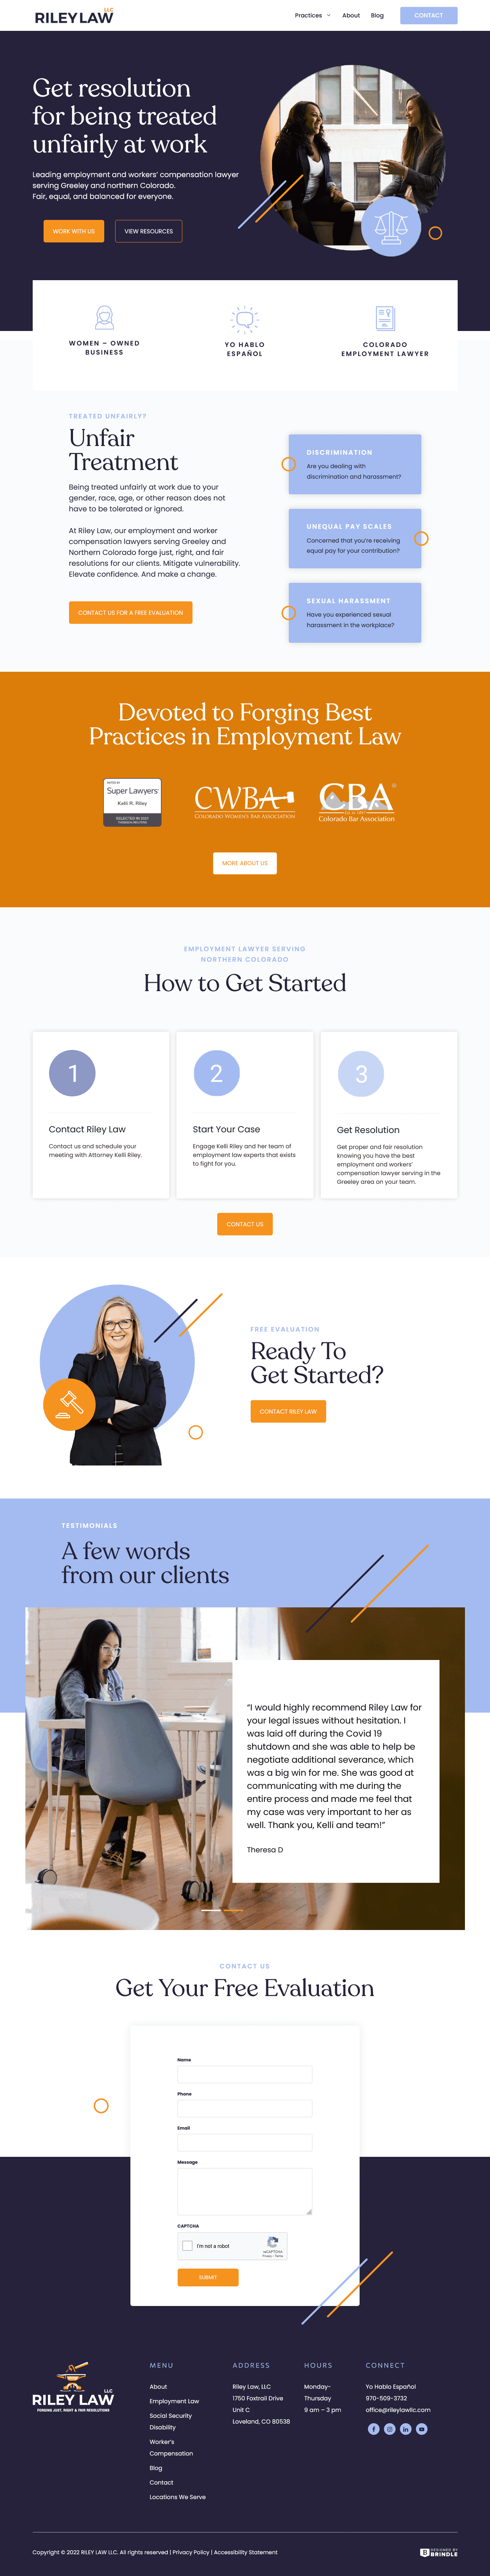 RILEY LAW LLC
Practices About Blog CONTACT
Get resolution
for being treated
unfairly at work
Leading employment and workers' compensation lawyer
serving Greeley and northern Colorado.
Fair, equal, and balanced for everyone.
WORK WITH US VIEW RESOURCES
WOMEN – OWNED
BUSINESS
YO HABLO
ESPAÑOL
COLORADO
EMPLOYMENT LAWYER
TREATED UNFAIRLY?
Unfair
Treatment
Being treated unfairly at work due to your
gender, race, age, or other reason does not
have to be tolerated or ignored.
At Riley Law, our employment and worker
compensation lawyers serving Greeley and
Northern Colorado forge just, right, and fair
resolutions for our clients. Mitigate vulnerability.
Elevate confidence. And make a change.
CONTACT US FOR A FREE EVALUATION
DISCRIMINATION
Are you dealing with
discrimination and harassment?
UNEQUAL PAY SCALES
Concerned that you're receiving
equal pay for your contribution?
SEXUAL HARASSMENT
Have you experienced sexual
harassment in the workplace?
Devoted to Forging Best
Practices in Employment Law
RATED BY
Super Lawyers
Kelli R. Riley
SELECTED IN 2021
THOMSON REUTERS
CWBA
COLORADO WOMEN'S BAR ASSOCIATION
CBA
Colorado Bar Association
MORE ABOUT US
EMPLOYMENT LAWYER SERVING
NORTHERN COLORADO
How to Get Started
1
Contact Riley Law
Contact us and schedule your
meeting with Attorney Kelli Riley.
2
Start Your Case
Engage Kelli Riley and her team of
employment law experts that exists
to fight for you.
3
Get Resolution
Get proper and fair resolution
knowing you have the best
employment and workers'
compensation lawyer serving in the
Greeley area on your team.
CONTACT US
FREE EVALUATION
Ready To
Get Started?
CONTACT RILEY LAW
TESTIMONIALS
A few words
from our clients
“I would highly recommend Riley Law for
your legal issues without hesitation. I
was laid off during the Covid 19
shutdown and she was able to help be
negotiate additional severance, which
was a big win for me. She was good at
communicating with me during the
entire process and made me feel that
my case was very important to her as
well. Thank you, Kelli and team!”
Theresa D
CONTACT US
Get Your Free Evaluation
Name
Phone
Email
Message
CAPTCHA
I'm not a robot
reCAPTCHA
Privacy - Terms
SUBMIT
RILEY LAW LLC
FORGING JUST, RIGHT & FAIR RESOLUTIONS
MENU
About
Employment Law
Social Security
Disability
Worker's
Compensation
Blog
Contact
Locations We Serve
ADDRESS
Riley Law, LLC
1750 Foxtrail Drive
Unit C
Loveland, CO 80538
HOURS
Monday-
Thursday
9 am – 3 pm
CONNECT
Yo Hablo Español
970-509-3732
office@rileylawllc.com
Copyright © 2022 RILEY LAW LLC. All rights reserved | Privacy Policy | Accessibility Statement
DESIGNED BY
BRINDLE